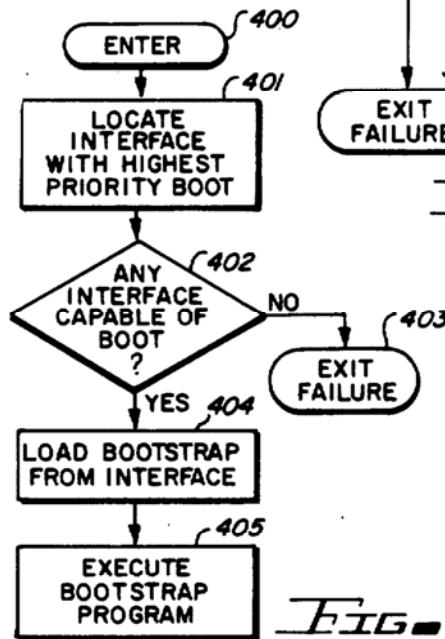 400
ENTER
401
LOCATE
INTERFACE
WITH HIGHEST
PRIORITY BOOT
EXIT
FAILURE
402
ANY
INTERFACE
CAPABLE OF
BOOT
?
NO
403
EXIT
FAILURE
YES
404
LOAD BOOTSTRAP
FROM INTERFACE
405
EXECUTE
BOOTSTRAP
PROGRAM
FIG